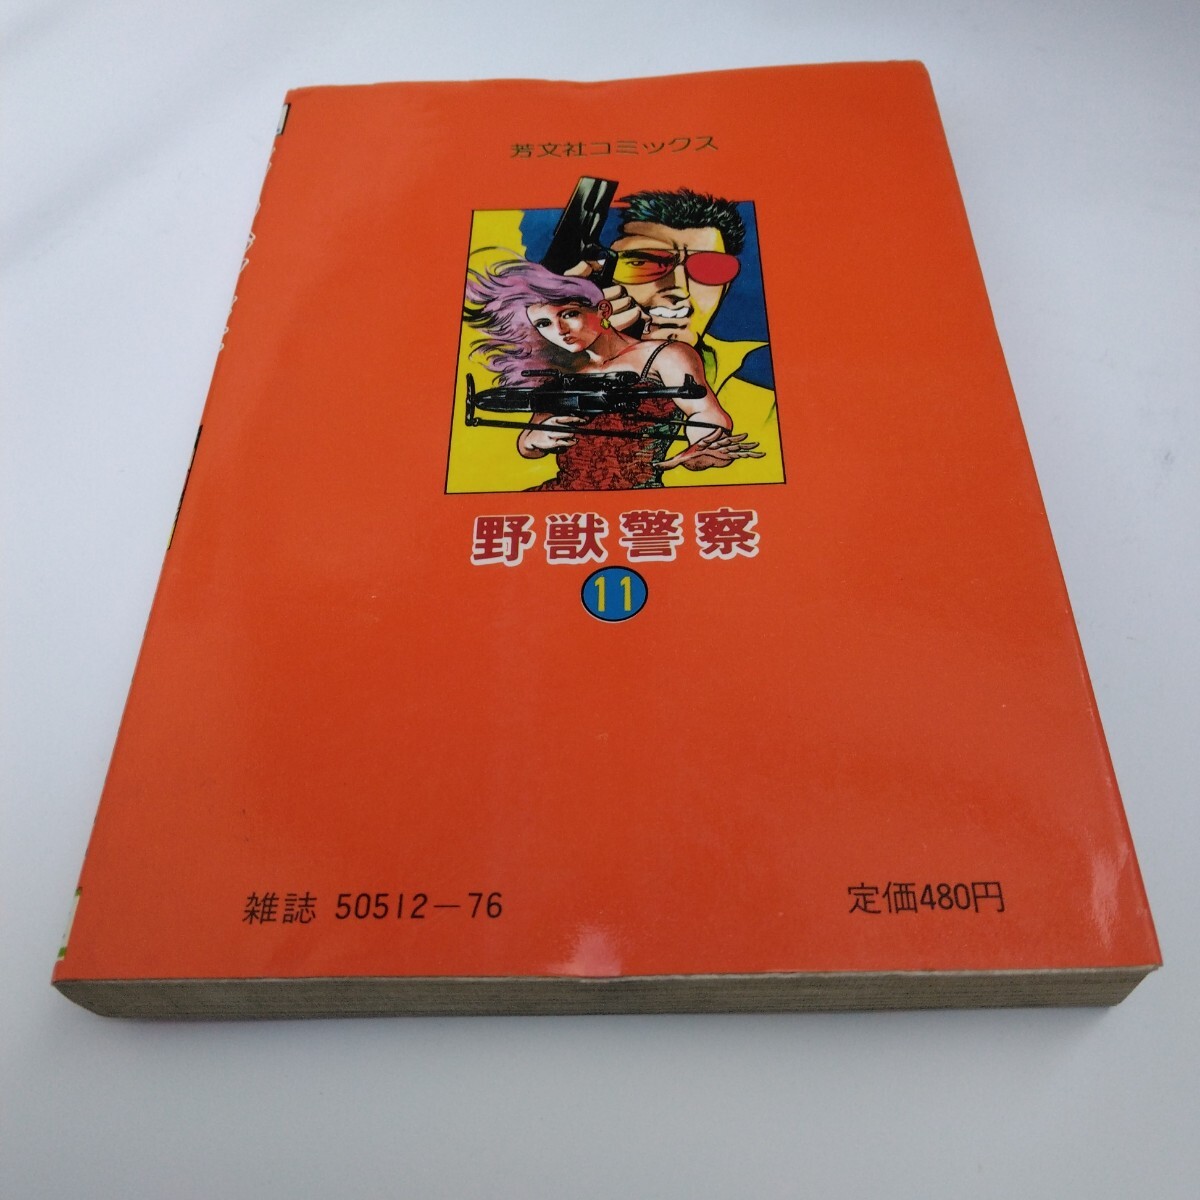 芳文社コミックス
野獣警察
11
雑誌 50512-76
定価480円